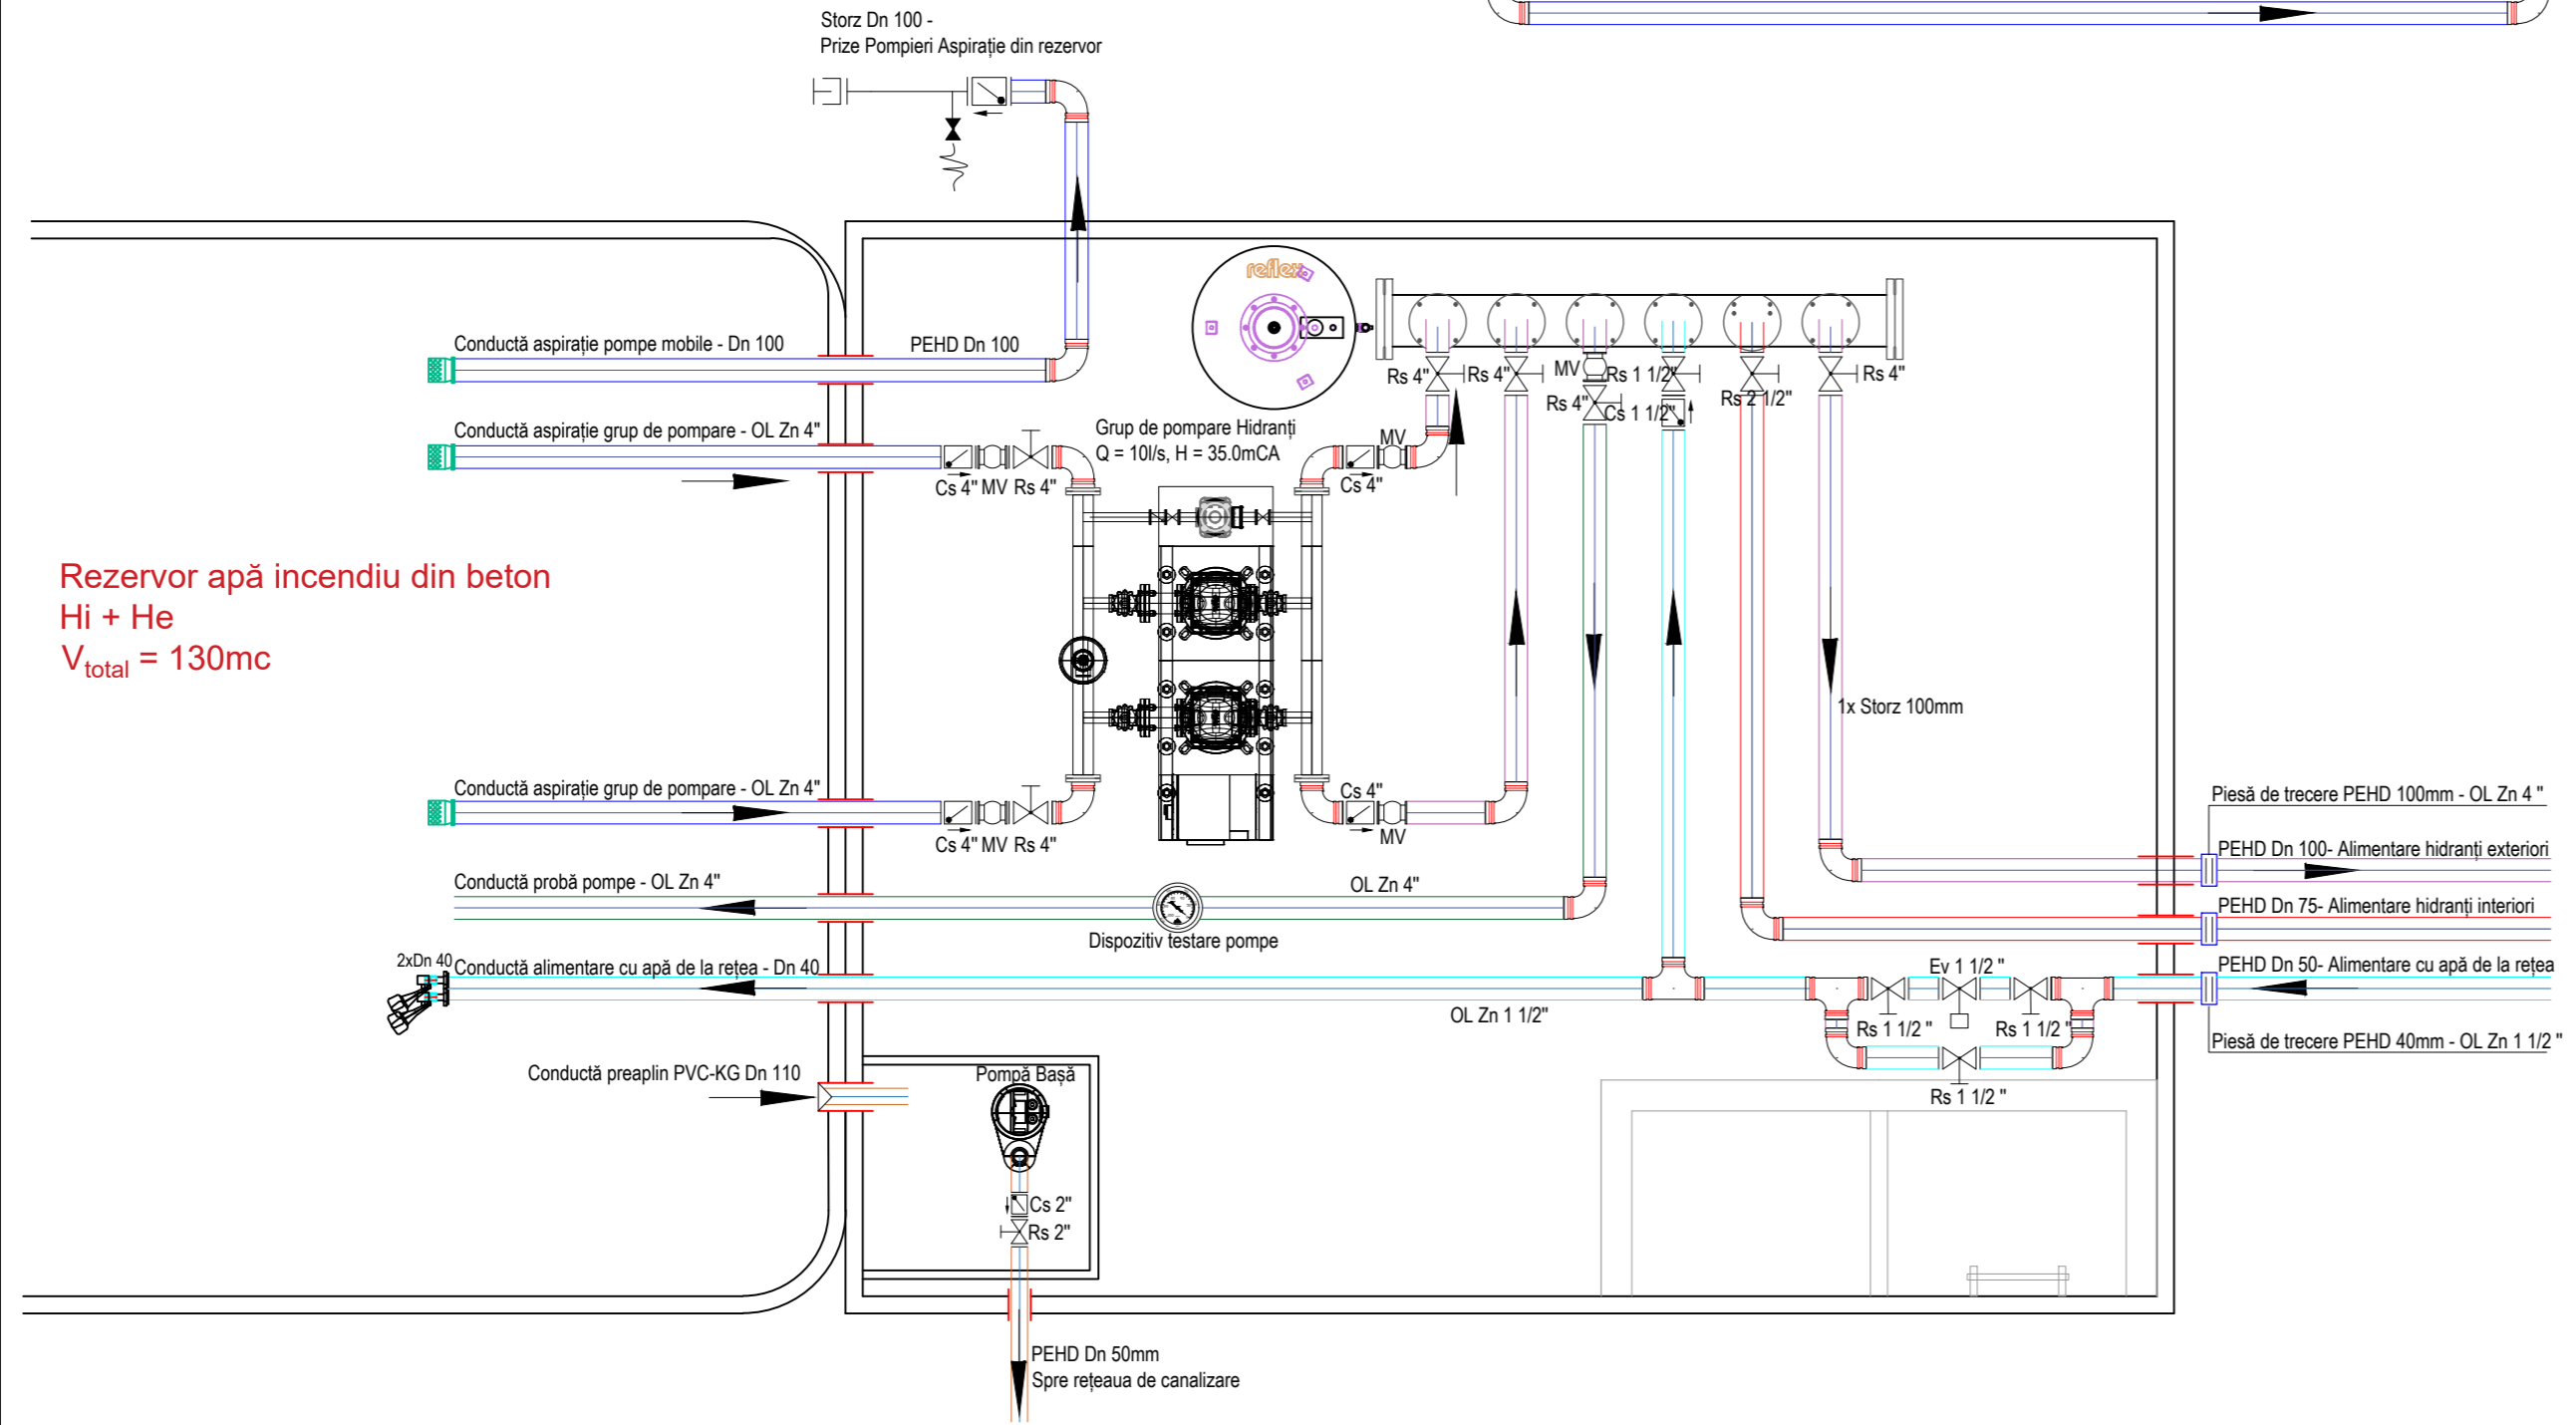 Storz Dn 100 -
Prize Pompieri Aspirație din rezervor
reflex
Conductă aspirație pompe mobile - Dn 100
PEHD Dn 100
Rs 4"
Rs 4"
MV
Rs 1 1/2"
Rs 4"
Rs 4"
Cs 1 1/2"
Rs 2 1/2"
Conductă aspirație grup de pompare - OL Zn 4"
Grup de pompare Hidranți
Q = 10l/s, H = 35.0mCA
MV
Cs 4" MV Rs 4"
Cs 4"
Rezervor apă incendiu din beton
Hi + He
Vtotal = 130mc
1x Storz 100mm
Conductă aspirație grup de pompare - OL Zn 4"
Cs 4"
Piesă de trecere PEHD 100mm - OL Zn 4 "
Cs 4" MV Rs 4"
MV
PEHD Dn 100- Alimentare hidranți exteriori
Conductă probă pompe - OL Zn 4"
OL Zn 4"
PEHD Dn 75- Alimentare hidranți interiori
Dispozitiv testare pompe
2xDn 40
Conductă alimentare cu apă de la rețea - Dn 40
Ev 1 1/2 "
PEHD Dn 50- Alimentare cu apă de la rețea
OL Zn 1 1/2"
Rs 1 1/2 "
Rs 1 1/2 "
Piesă de trecere PEHD 40mm - OL Zn 1 1/2 "
Conductă preaplin PVC-KG Dn 110
Pompă Bașă
Rs 1 1/2 "
Cs 2"
Rs 2"
PEHD Dn 50mm
Spre rețeaua de canalizare